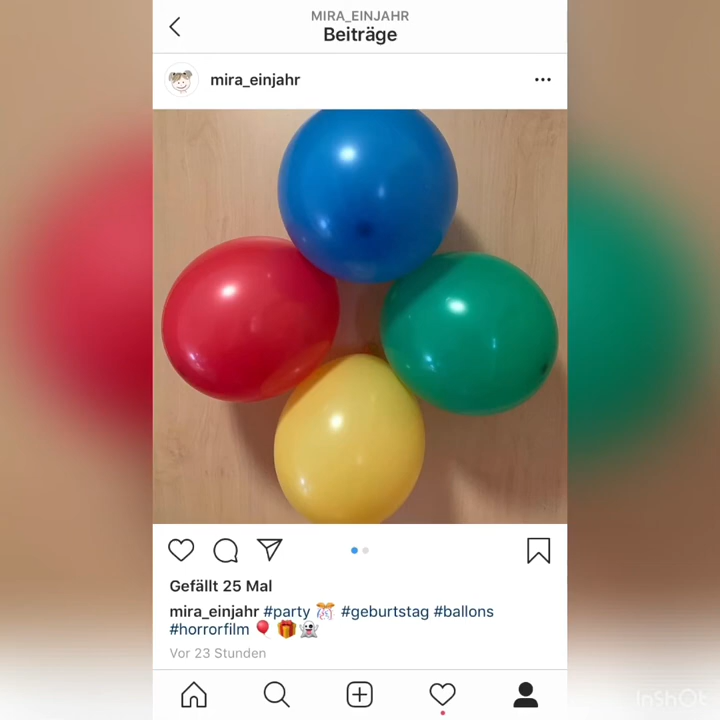 MIRA_EINJAHR
Beiträge
mira_einjahr
Gefällt 25 Mal
mira_einjahr #party 🎊 #geburtstag #ballons
#horrorfilm 🎈 🎁👻
Vor 23 Stunden
InShOt